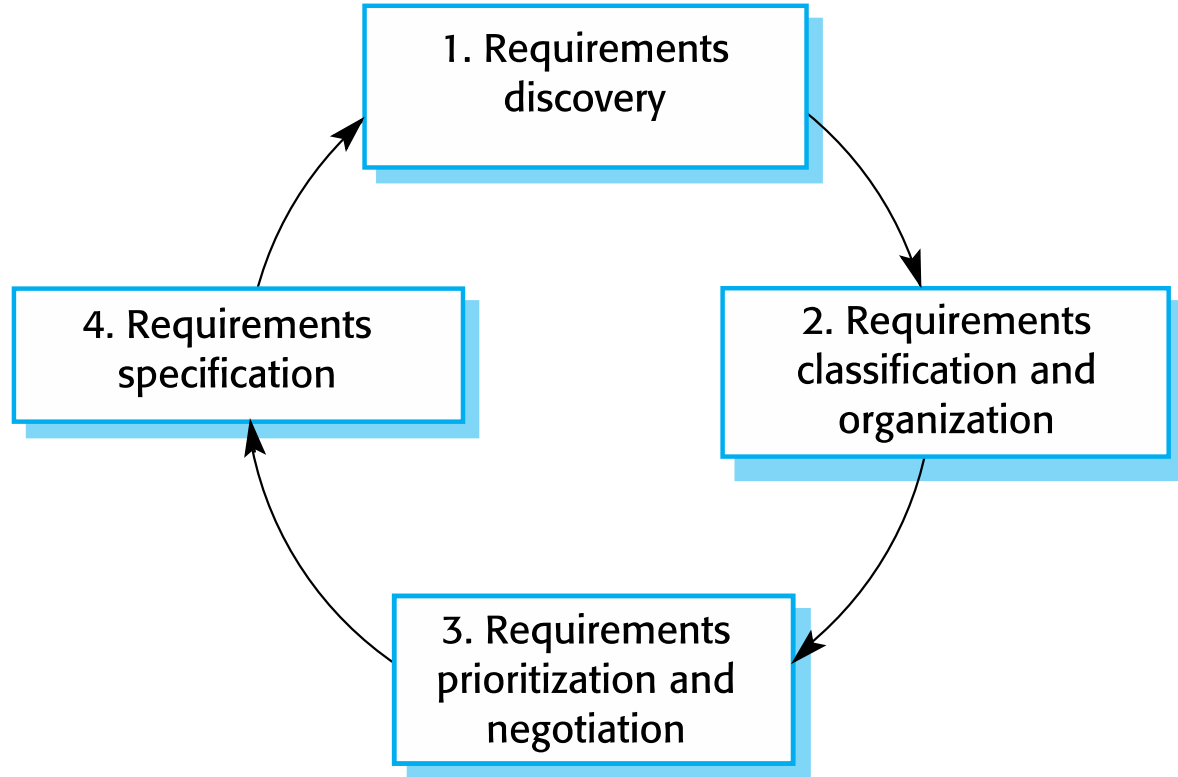 1. Requirements
discovery
2. Requirements
classification and
organization
3. Requirements
prioritization and
negotiation
4. Requirements
specification